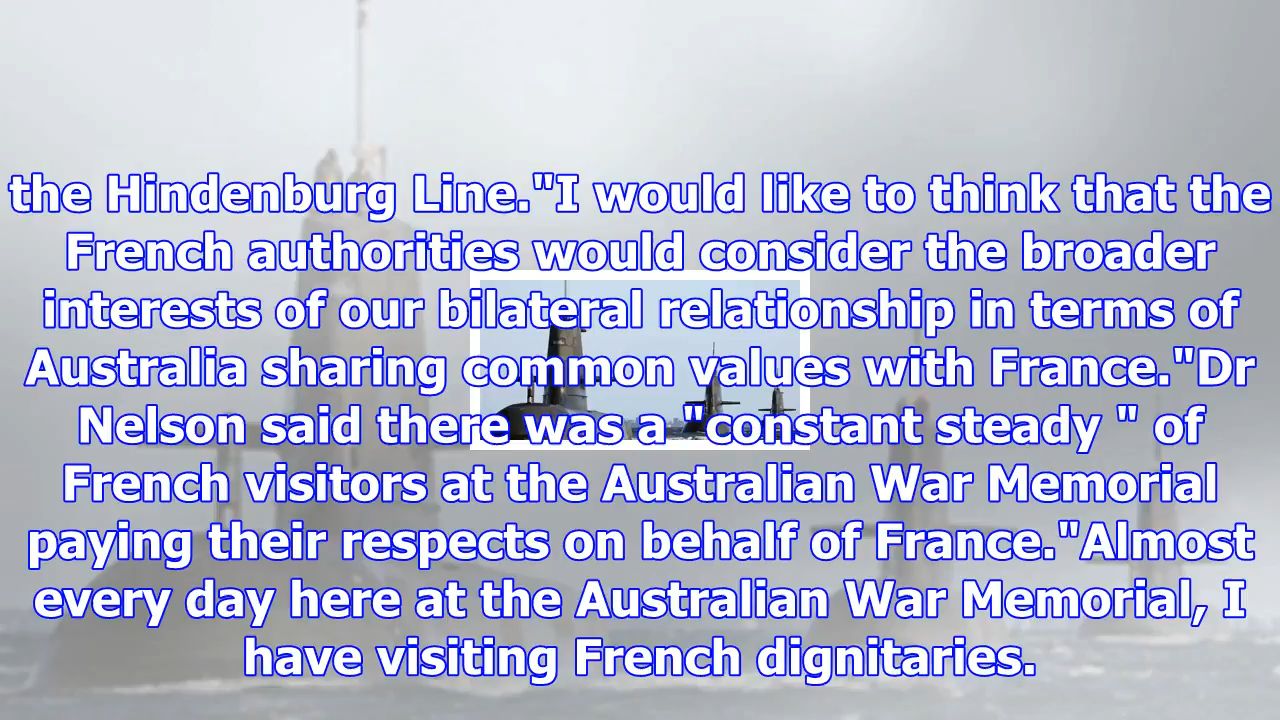 the Hindenburg Line."I would like to think that the
French authorities would consider the broader
interests of our bilateral relationship in terms of
Australia sharing common values with France."Dr
Nelson said there was a "constant steady " of
French visitors at the Australian War Memorial
paying their respects on behalf of France."Almost
every day here at the Australian War Memorial, I
have visiting French dignitaries.